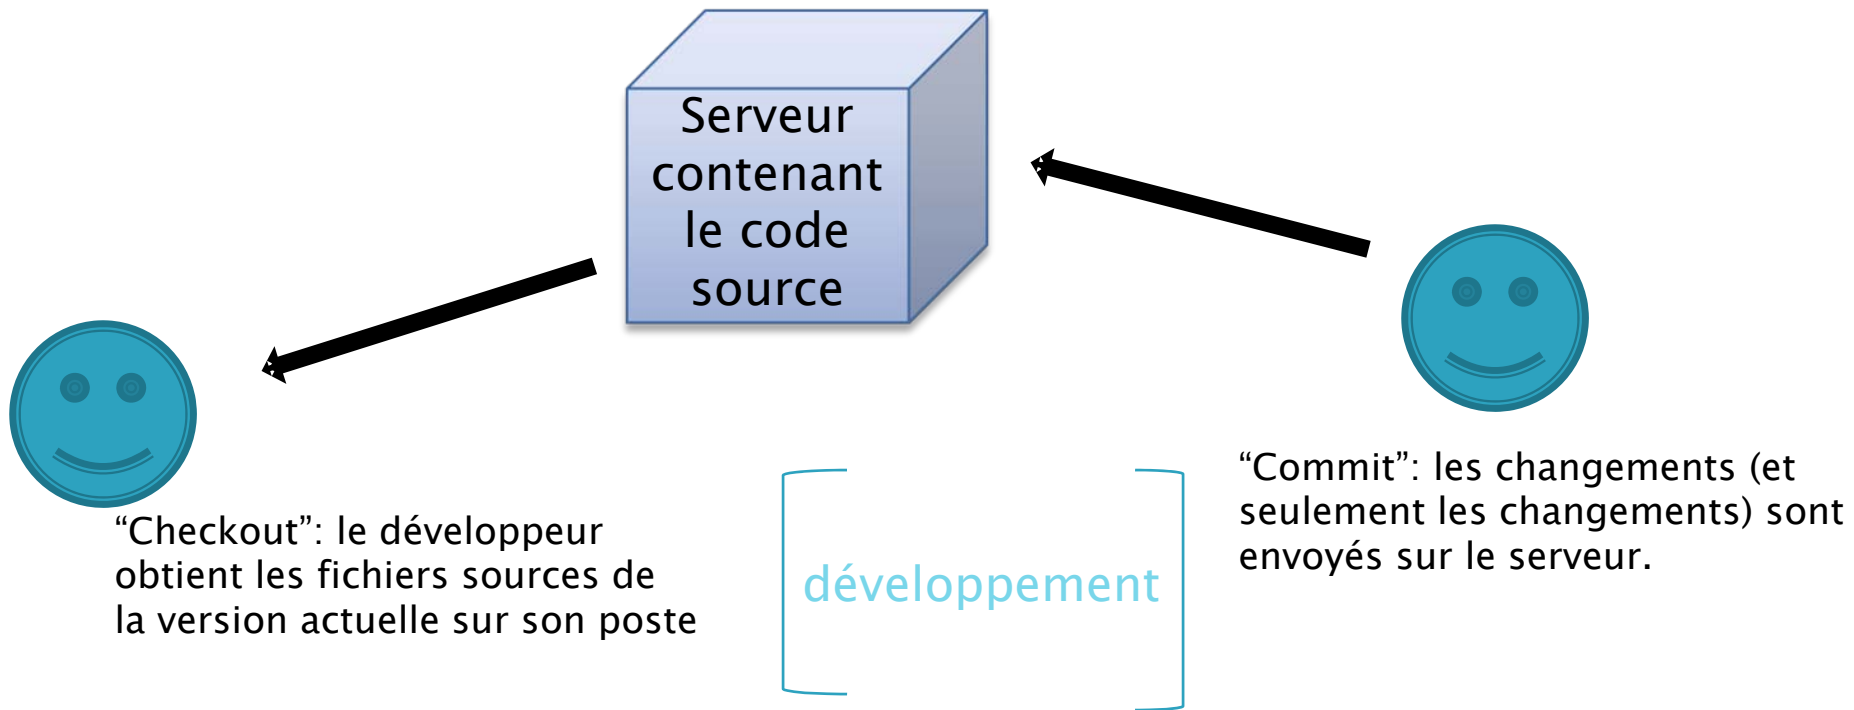 Serveur
contenant
le code
source
“Checkout”: le développeur
obtient les fichiers sources de
la version actuelle sur son poste
développement
“Commit”: les changements (et
seulement les changements) sont
envoyés sur le serveur.